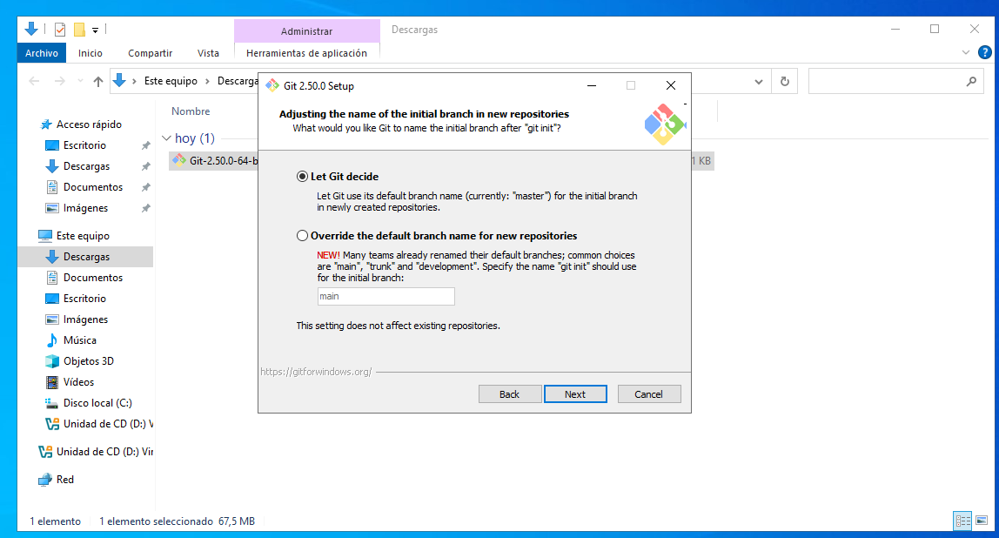 Administrar
Descargas
Archivo
Inicio
Compartir
Vista
Herramientas de aplicación
Este equipo
Descarga
Nombre
Acceso rápido
Escritorio
Descargas
Documentos
Imágenes
Este equipo
Descargas
Documentos
Escritorio
Imágenes
Música
Objetos 3D
Vídeos
Disco local (C:)
Unidad de CD (D:) V
Unidad de CD (D:) Vir
Red
hoy (1)
Git-2.50.0-64-b
1 KB
Git 2.50.0 Setup
Adjusting the name of the initial branch in new repositories
What would you like Git to name the initial branch after "git init"?
Let Git decide
Let Git use its default branch name (currently: "master") for the initial branch
in newly created repositories.
Override the default branch name for new repositories
NEW! Many teams already renamed their default branches; common choices
are "main", "trunk" and "development". Specify the name "git init" should use
for the initial branch:
main
This setting does not affect existing repositories.
https://gitforwindows.org/
Back
Next
Cancel
1 elemento
1 elemento seleccionado 67,5 MB